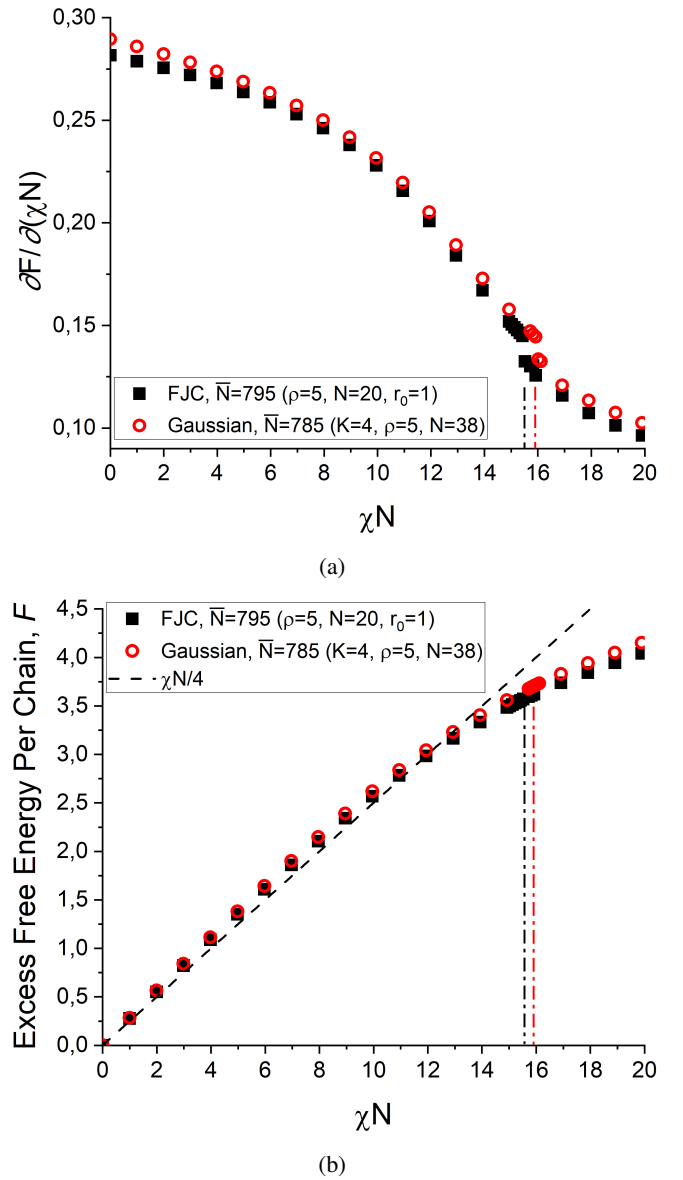 0,30
0,25
0,20
0,15
0,10
∂F/∂(χN)
FJC, N̅=795 (ρ=5, N=20, r₀=1)
Gaussian, N̅=785 (K=4, ρ=5, N=38)
0 2 4 6 8 10 12 14 16 18 20
χN
(a)
4,5
4,0
3,5
3,0
2,5
2,0
1,5
1,0
0,5
0,0
Excess Free Energy Per Chain, F
FJC, N̅=795 (ρ=5, N=20, r₀=1)
Gaussian, N̅=785 (K=4, ρ=5, N=38)
χN/4
0 2 4 6 8 10 12 14 16 18 20
χN
(b)